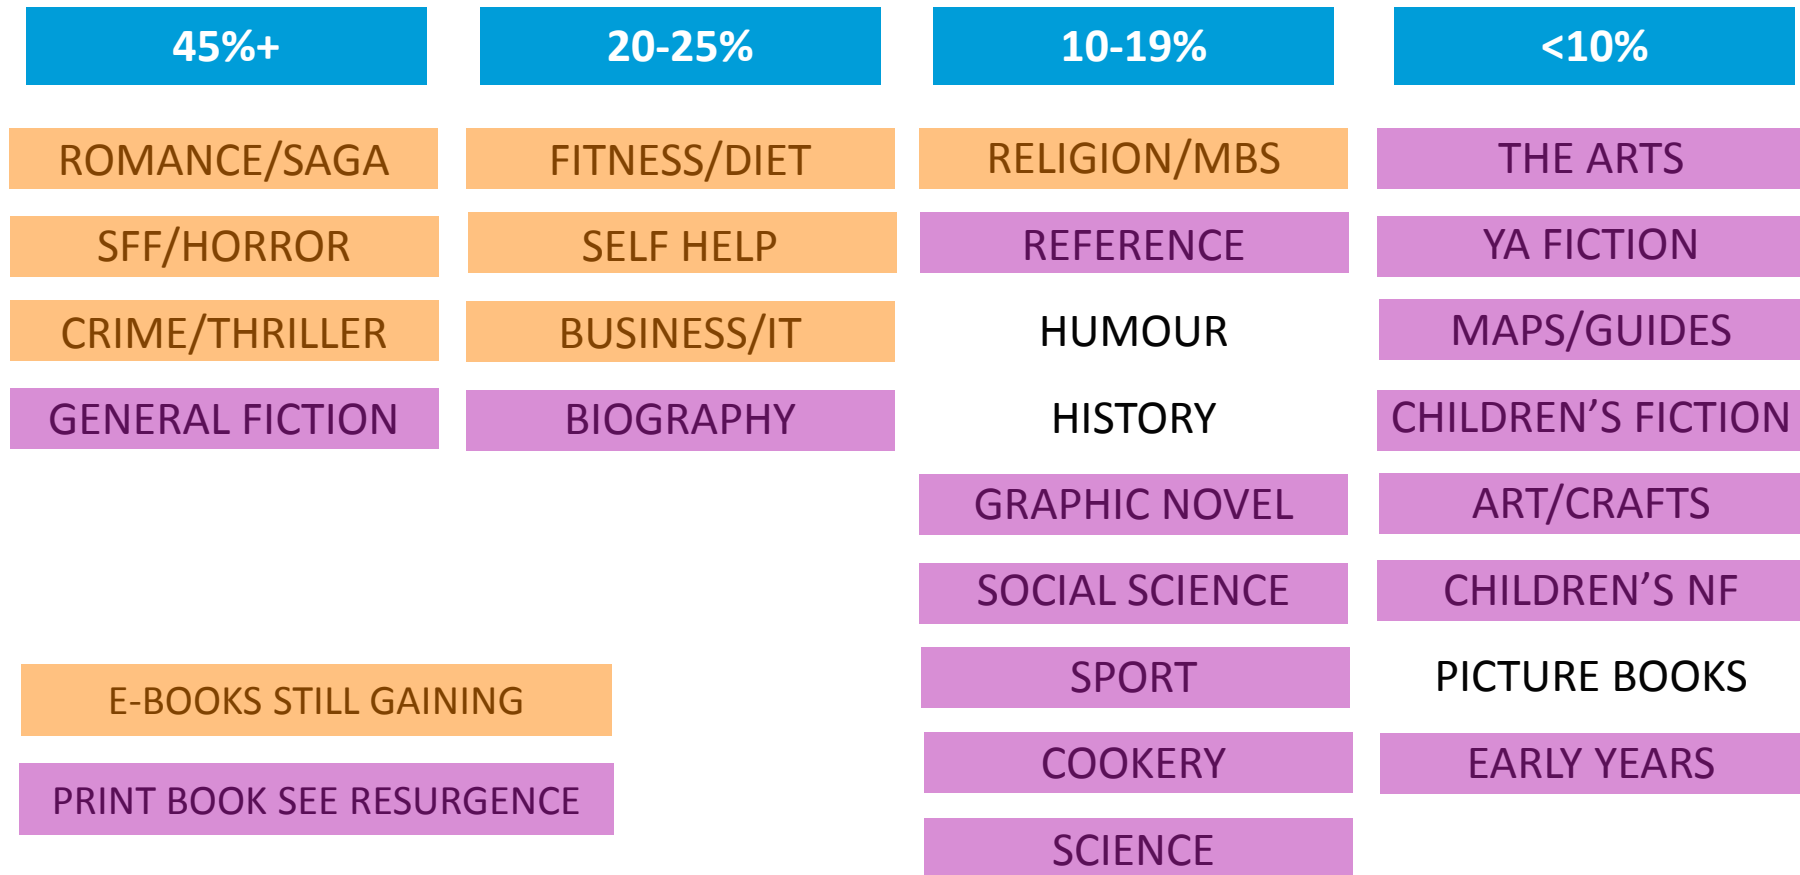 45%+
20-25%
10-19%
<10%
ROMANCE/SAGA
FITNESS/DIET
RELIGION/MBS
THE ARTS
SFF/HORROR
SELF HELP
REFERENCE
YA FICTION
CRIME/THRILLER
BUSINESS/IT
HUMOUR
MAPS/GUIDES
GENERAL FICTION
BIOGRAPHY
HISTORY
CHILDREN’S FICTION
GRAPHIC NOVEL
ART/CRAFTS
SOCIAL SCIENCE
CHILDREN’S NF
SPORT
PICTURE BOOKS
COOKERY
EARLY YEARS
SCIENCE
E-BOOKS STILL GAINING
PRINT BOOK SEE RESURGENCE